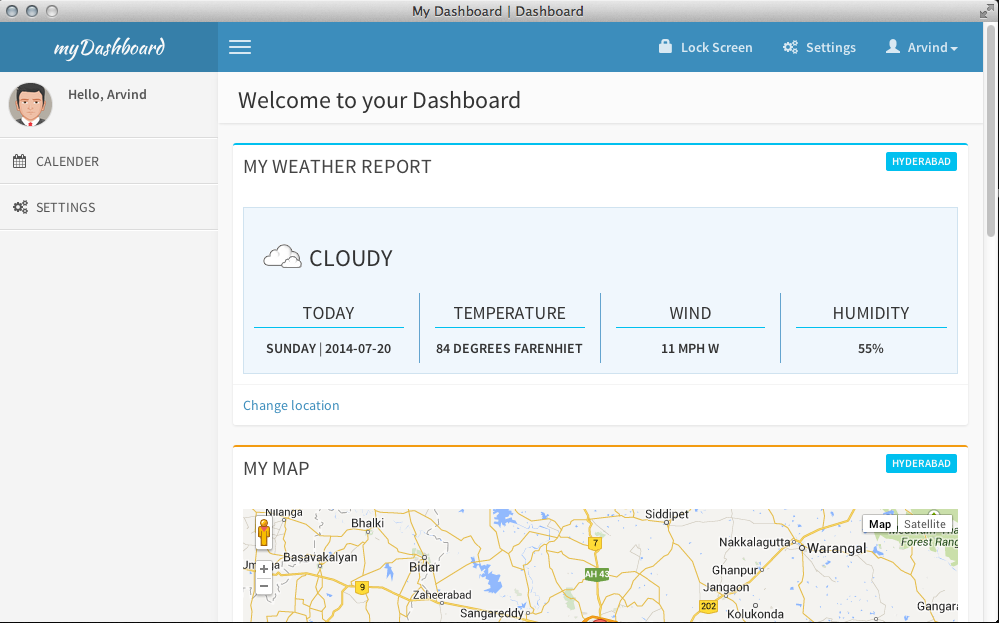 My Dashboard | Dashboard
myDashboard
Lock Screen
Settings
Arvind
Hello, Arvind
CALENDER
SETTINGS
Welcome to your Dashboard
MY WEATHER REPORT
HYDERABAD
CLOUDY
TODAY
TEMPERATURE
WIND
HUMIDITY
SUNDAY | 2014-07-20
84 DEGREES FARENHIET
11 MPH W
55%
Change location
MY MAP
HYDERABAD
Nilanga
Bhalki
Siddipet
Map
Satellite
Forest Rang
7
Nakkalagutta
Warangal
Basavakalyan
Bidar
AH 43
Ghanpur
Jangaon
9
Zaheerabad
202
Sangareddy
Kolukonda
Gangara